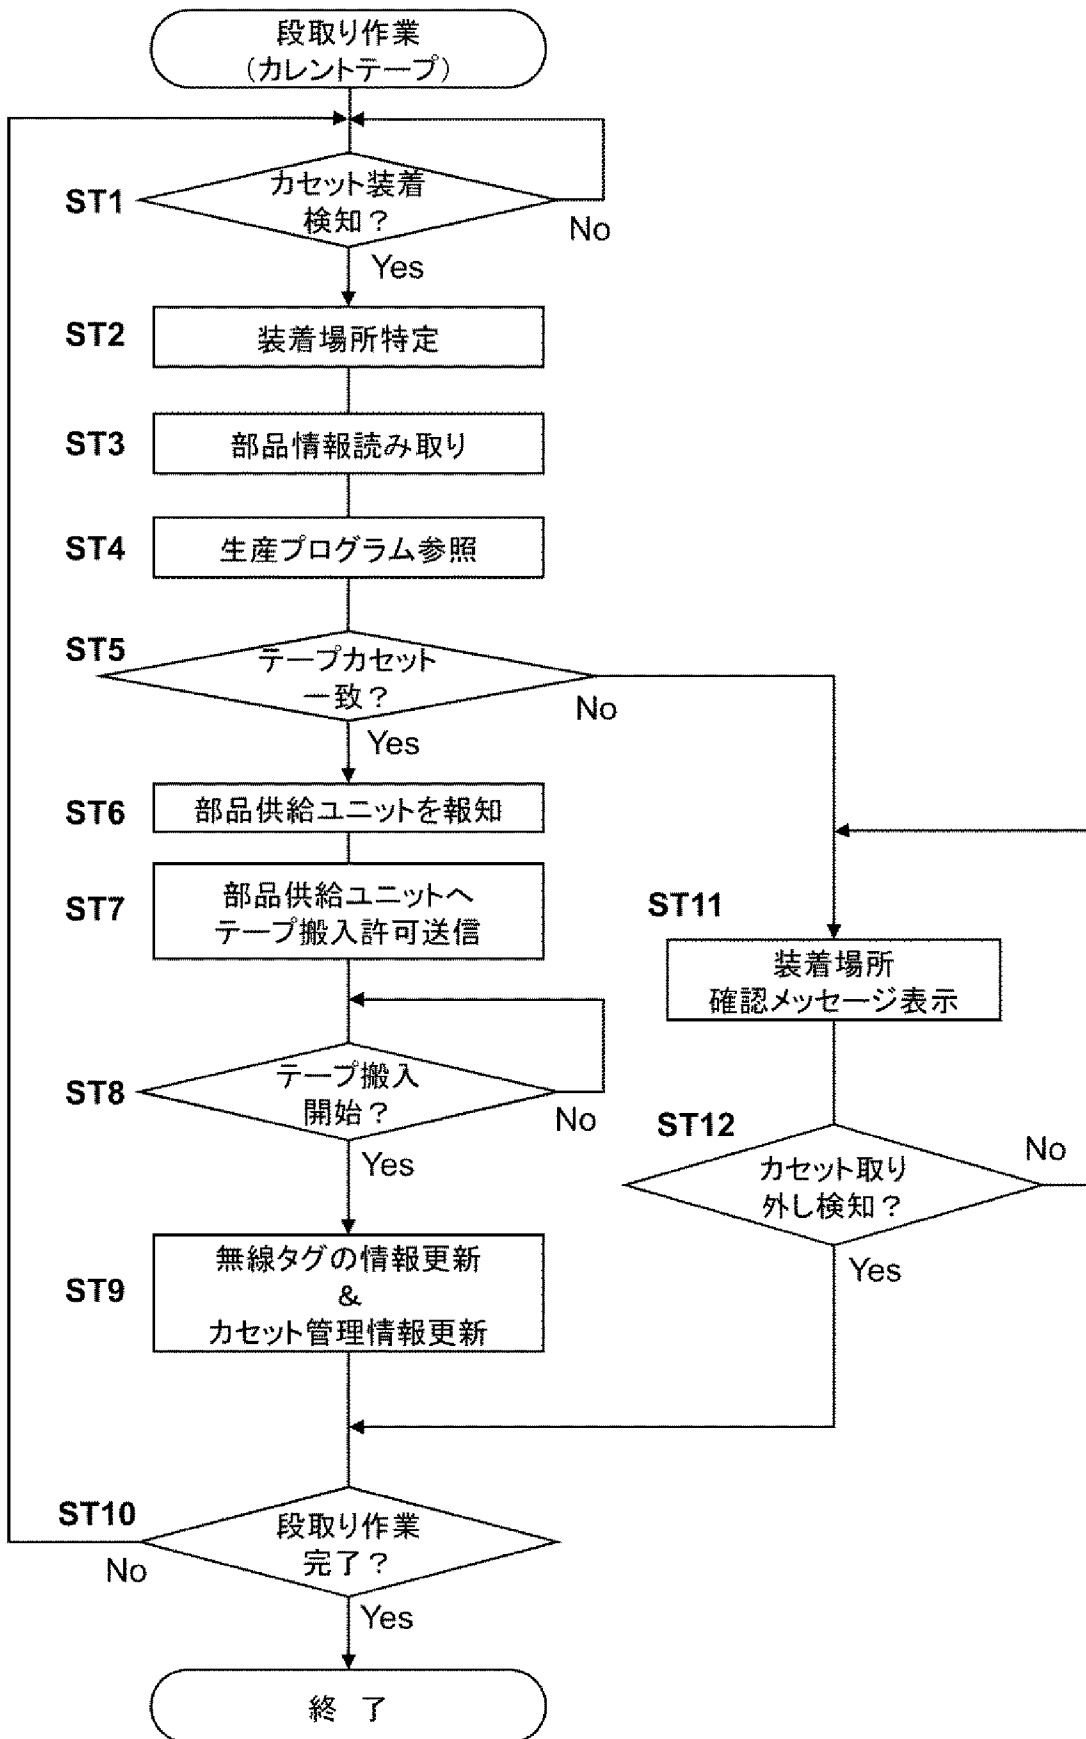 段取り作業
（カレントテープ）
ST1
カセット装着
検知？
No
Yes
ST2
装着場所特定
ST3
部品情報読み取り
ST4
生産プログラム参照
ST5
テープカセット
一致？
No
Yes
ST6
部品供給ユニットを報知
ST7
部品供給ユニットへ
テープ搬入許可送信
ST8
テープ搬入
開始？
No
Yes
ST9
無線タグの情報更新
＆
カセット管理情報更新
ST11
装着場所
確認メッセージ表示
ST12
カセット取り
外し検知？
No
Yes
ST10
段取り作業
完了？
No
Yes
終 了